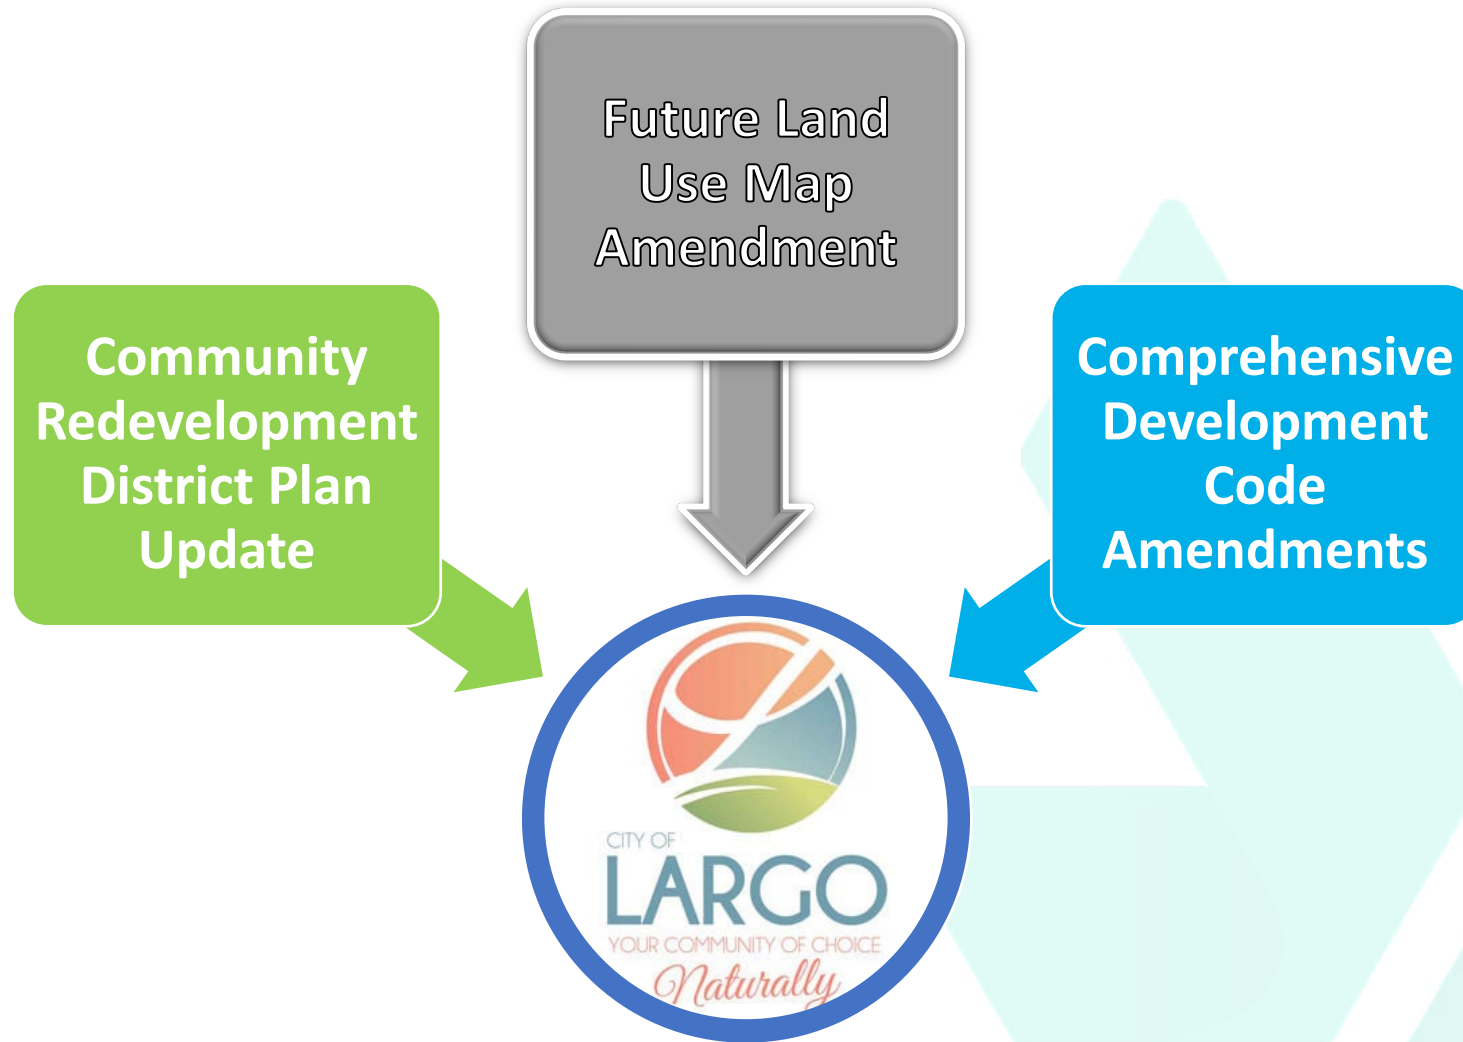 Future Land
Use Map
Amendment
Community
Redevelopment
District Plan
Update
Comprehensive
Development
Code
Amendments
CITY OF
LARGO
YOUR COMMUNITY OF CHOICE
Naturally